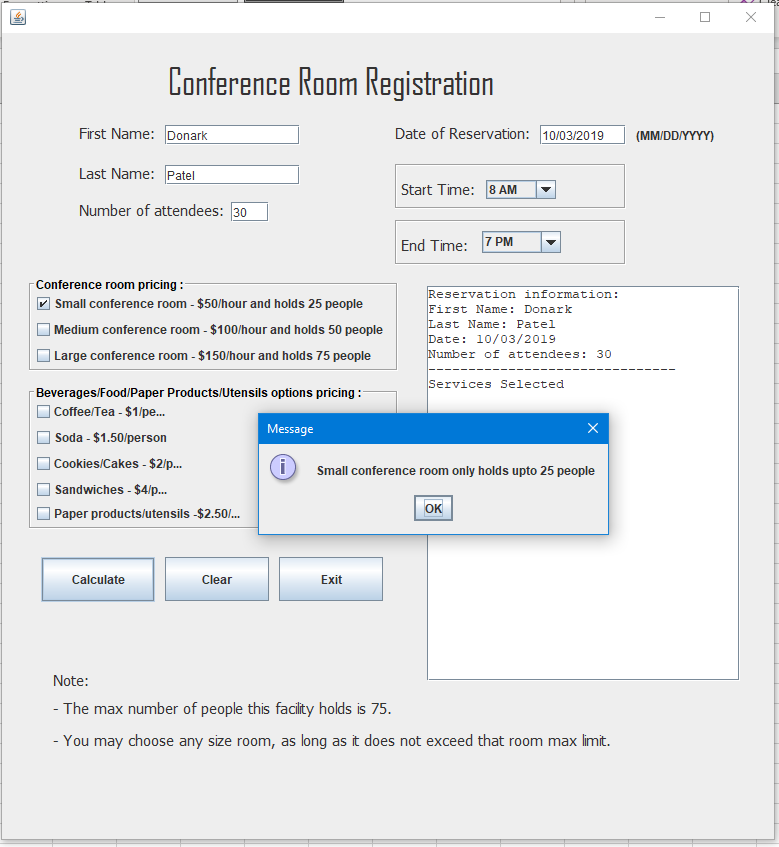 Conference Room Registration
First Name: Donark
Date of Reservation: 10/03/2019 (MM/DD/YYYY)
Last Name: Patel
Start Time: 8 AM
Number of attendees: 30
End Time: 7 PM
Conference room pricing :
Small conference room - $50/hour and holds 25 people
Medium conference room - $100/hour and holds 50 people
Large conference room - $150/hour and holds 75 people
Beverages/Food/Paper Products/Utensils options pricing :
Coffee/Tea - $1/pe...
Soda - $1.50/person
Cookies/Cakes - $2/p...
Sandwiches - $4/p...
Paper products/utensils -$2.50/...
Reservation information:
First Name: Donark
Last Name: Patel
Date: 10/03/2019
Number of attendees: 30
-------------------------------
Services Selected
Message
Small conference room only holds upto 25 people
OK
Calculate
Clear
Exit
Note:
- The max number of people this facility holds is 75.
- You may choose any size room, as long as it does not exceed that room max limit.